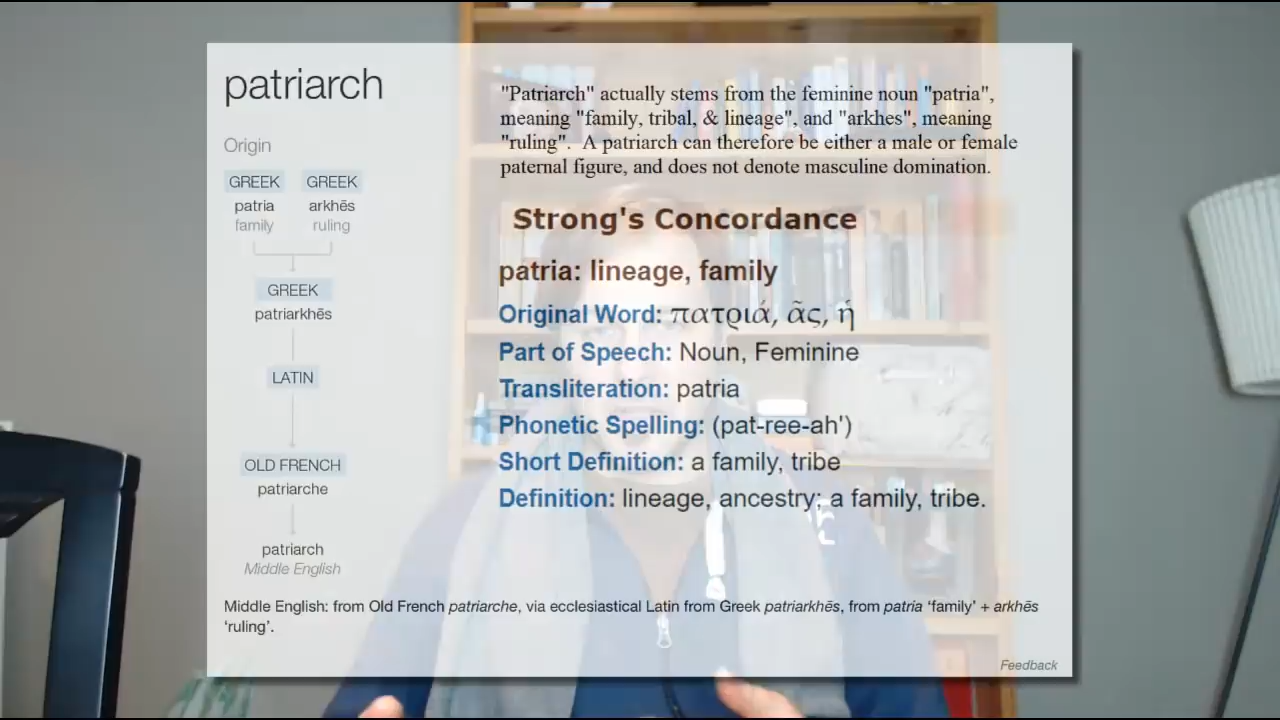 patriarch
Origin
GREEK GREEK
patria arkhēs
family ruling
GREEK
patriarkhēs
LATIN
OLD FRENCH
patriarche
patriarch
Middle English
"Patriarch" actually stems from the feminine noun "patria",
meaning "family, tribal, & lineage", and "arkhes", meaning
"ruling". A patriarch can therefore be either a male or female
paternal figure, and does not denote masculine domination.
Strong's Concordance
patria: lineage, family
Original Word: πατριά, ᾶς, ἡ
Part of Speech: Noun, Feminine
Transliteration: patria
Phonetic Spelling: (pat-ree-ah')
Short Definition: a family, tribe
Definition: lineage, ancestry; a family, tribe.
Middle English: from Old French patriarche, via ecclesiastical Latin from Greek patriarkhēs, from patria ‘family’ + arkhēs
‘ruling’.
Feedback